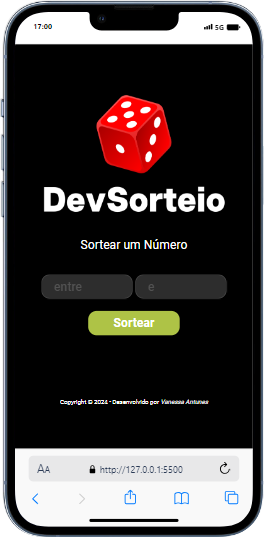 17:00
5G
DevSorteio
Sortear um Número
entre
e
Sortear
Copyright © 2024 - Desenvolvido por Vanessa Antunes
AA
http://127.0.0.1:5500